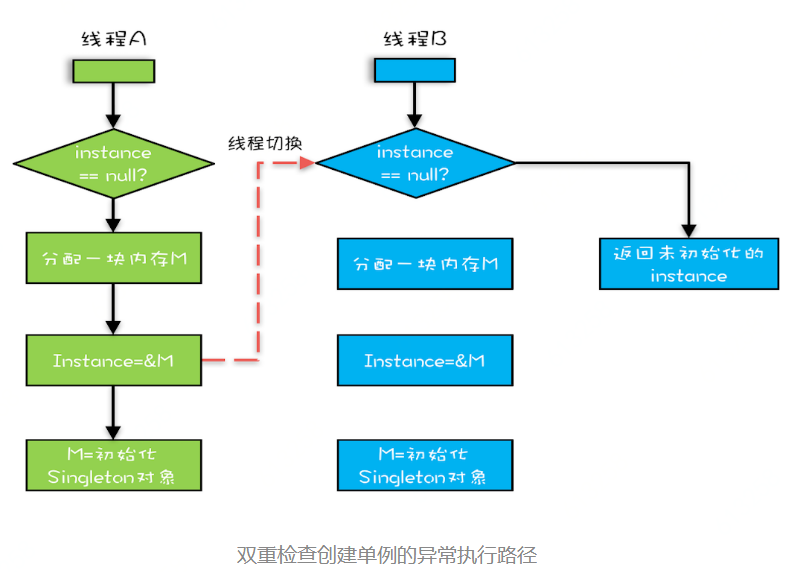 线程A
线程B
instance
== null?
线程切换
instance
== null?
分配一块内存M
分配一块内存M
返回未初始化的
instance
Instance=&M
Instance=&M
M=初始化
Singleton对象
M=初始化
Singleton对象
双重检查创建单例的异常执行路径